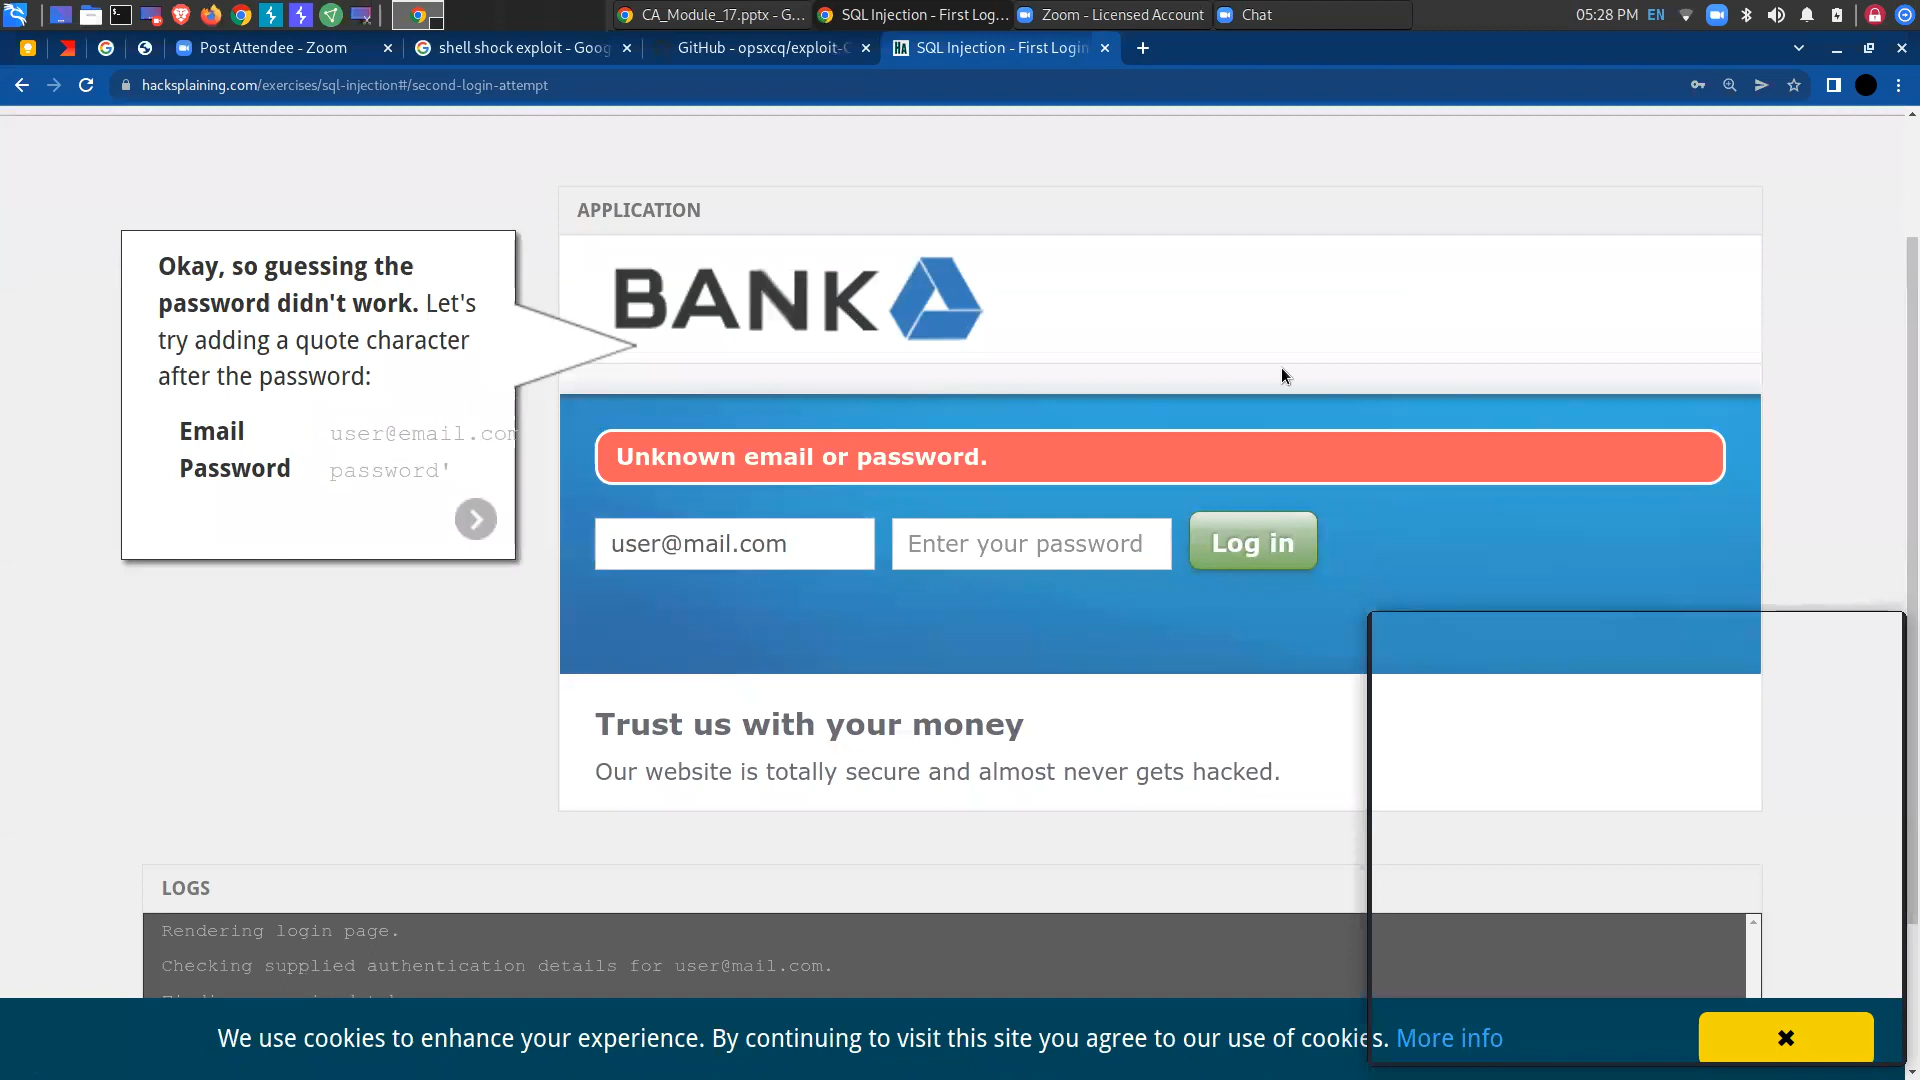 CA_Module_17.pptx - G...
SQL Injection - First Log...
Zoom - Licensed Account
Chat
05:28 PM
EN
Post Attendee - Zoom
shell shock exploit - Goog
GitHub - opsxcq/exploit-C
SQL Injection - First Login
hacksplaining.com/exercises/sql-injection#/second-login-attempt
APPLICATION
Okay, so guessing the
password didn't work. Let's
try adding a quote character
after the password:
Email user@email.com
Password password'
BANK
Unknown email or password.
user@mail.com
Enter your password
Log in
Trust us with your money
Our website is totally secure and almost never gets hacked.
LOGS
Rendering login page.
Checking supplied authentication details for user@mail.com.
We use cookies to enhance your experience. By continuing to visit this site you agree to our use of cookies. More info